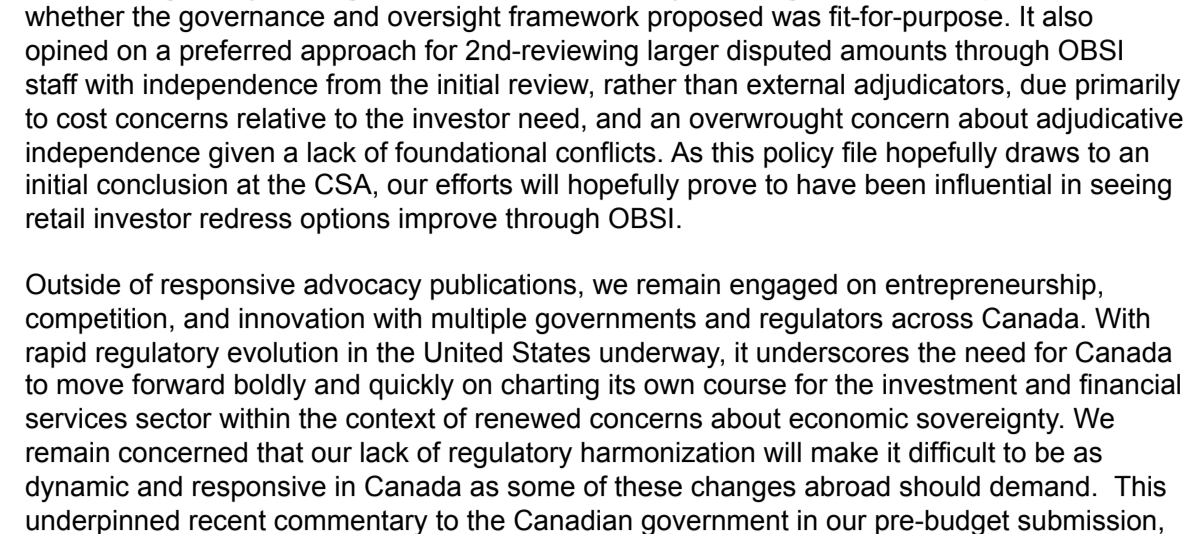 whether the governance and oversight framework proposed was fit-for-purpose. It also
opined on a preferred approach for 2nd-reviewing larger disputed amounts through OBSI
staff with independence from the initial review, rather than external adjudicators, due primarily
to cost concerns relative to the investor need, and an overwrought concern about adjudicative
independence given a lack of foundational conflicts. As this policy file hopefully draws to an
initial conclusion at the CSA, our efforts will hopefully prove to have been influential in seeing
retail investor redress options improve through OBSI.
Outside of responsive advocacy publications, we remain engaged on entrepreneurship,
competition, and innovation with multiple governments and regulators across Canada. With
rapid regulatory evolution in the United States underway, it underscores the need for Canada
to move forward boldly and quickly on charting its own course for the investment and financial
services sector within the context of renewed concerns about economic sovereignty. We
remain concerned that our lack of regulatory harmonization will make it difficult to be as
dynamic and responsive in Canada as some of these changes abroad should demand.  This
underpinned recent commentary to the Canadian government in our pre-budget submission,